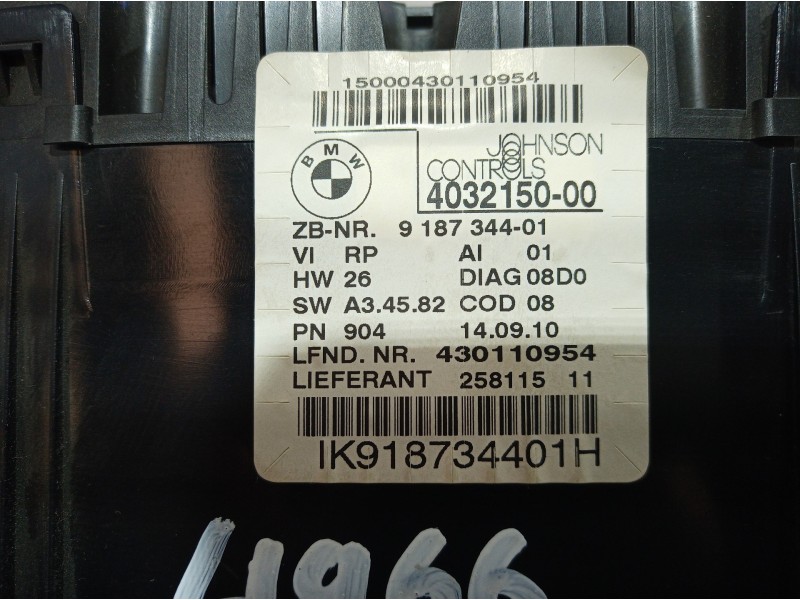 15000430110954
BMW
JOHNSON
CONTROLS
4032150-00
ZB-NR. 9 187 344-01
VI RP AI 01
HW 26 DIAG 08D0
SW A3.45.82 COD 08
PN 904 14.09.10
LFND. NR. 430110954
LIEFERANT 258115 11
IK918734401H